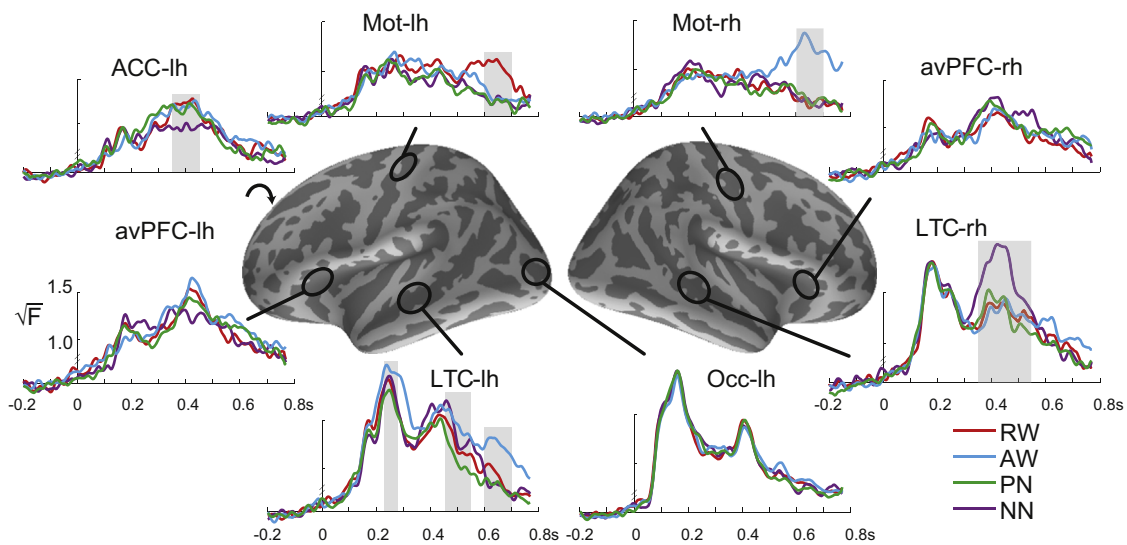 Mot-lh
Mot-rh
ACC-lh
avPFC-rh
avPFC-lh
LTC-rh
1.5
√F
1.0
-0.2 0 0.2 0.4 0.6 0.8s
LTC-lh
Occ-lh
-0.2 0 0.2 0.4 0.6 0.8s
RW
AW
PN
NN
-0.2 0 0.2 0.4 0.6 0.8s
-0.2 0 0.2 0.4 0.6 0.8s